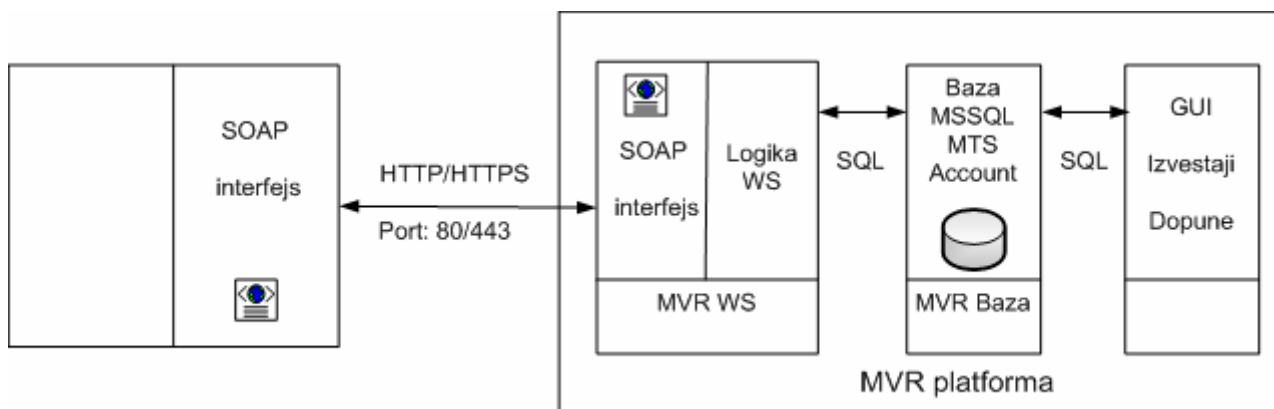 SOAP
interfejs
HTTP/HTTPS
Port: 80/443
SOAP
interfejs
Logika
WS
MVR WS
SQL
Baza
MSSQL
MTS
Account
MVR Baza
SQL
GUI
Izvestaji
Dopune
MVR platforma